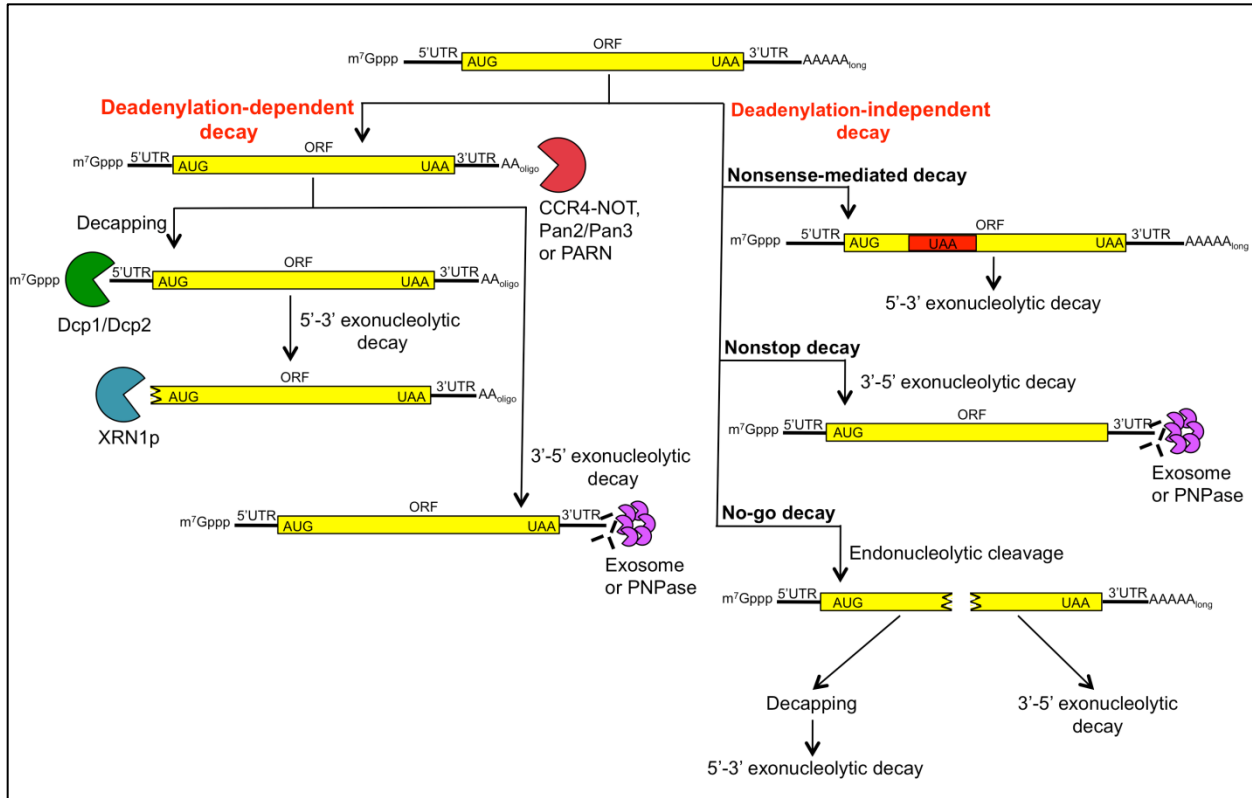 ORF
m⁷Gppp 5'UTR AUG UAA 3'UTR AAAAAlong
Deadenylation-dependent
decay
ORF
m⁷Gppp 5'UTR AUG UAA 3'UTR AAoligo
CCR4-NOT,
Pan2/Pan3
or PARN
Decapping
ORF
m⁷Gppp 5'UTR AUG UAA 3'UTR AAoligo
Dcp1/Dcp2
5'-3' exonucleolytic
decay
ORF
AUG UAA 3'UTR AAoligo
XRN1p
3'-5' exonucleolytic
decay
ORF
m⁷Gppp 5'UTR AUG UAA 3'UTR
Exosome
or PNPase
Deadenylation-independent
decay
Nonsense-mediated decay
ORF
m⁷Gppp 5'UTR AUG UAA UAA 3'UTR AAAAAlong
5'-3' exonucleolytic decay
Nonstop decay
3'-5' exonucleolytic decay
ORF
m⁷Gppp 5'UTR AUG 3'UTR
Exosome
or PNPase
No-go decay
Endonucleolytic cleavage
m⁷Gppp 5'UTR AUG UAA 3'UTR AAAAAlong
Decapping
5'-3' exonucleolytic decay
3'-5' exonucleolytic
decay